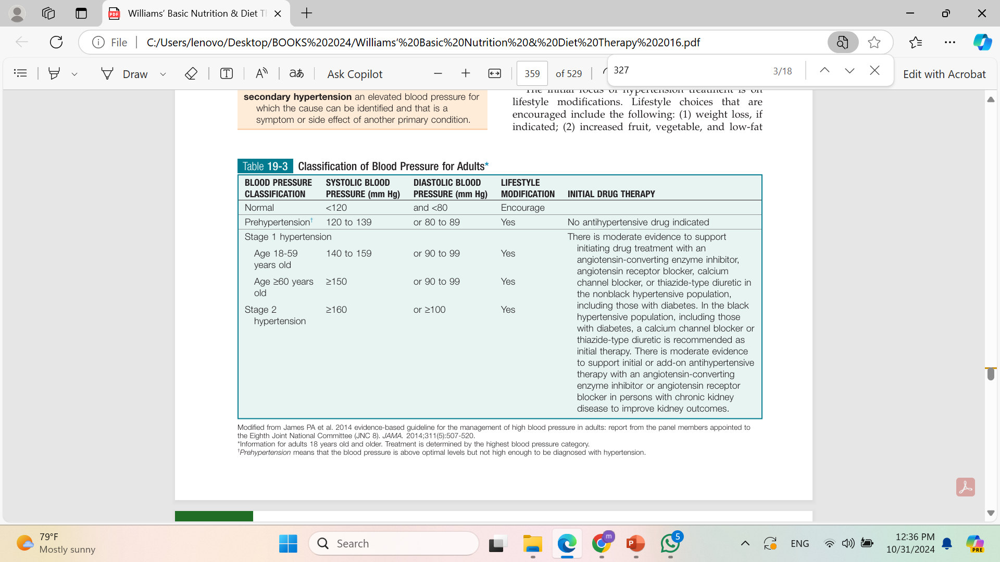 Williams' Basic Nutrition & Diet Th
File
C:/Users/lenovo/Desktop/BOOKS%202024/Williams'%20Basic%20Nutrition%20&%20Diet%20Therapy%202016.pdf
Draw
Ask Copilot
359
of 529
327
3/18
Edit with Acrobat
secondary hypertension an elevated blood pressure for
which the cause can be identified and that is a
symptom or side effect of another primary condition.
The initial focus of hypertension treatment is on
lifestyle modifications. Lifestyle choices that are
encouraged include the following: (1) weight loss, if
indicated; (2) increased fruit, vegetable, and low-fat
Table 19-3 Classification of Blood Pressure for Adults*
BLOOD PRESSURE CLASSIFICATION
SYSTOLIC BLOOD PRESSURE (mm Hg)
DIASTOLIC BLOOD PRESSURE (mm Hg)
LIFESTYLE MODIFICATION
INITIAL DRUG THERAPY
Normal <120 and <80 Encourage
Prehypertension† 120 to 139 or 80 to 89 Yes No antihypertensive drug indicated
Stage 1 hypertension
Age 18-59 years old 140 to 159 or 90 to 99 Yes
Age ≥60 years old ≥150 or 90 to 99 Yes
Stage 2 hypertension ≥160 or ≥100 Yes
There is moderate evidence to support
initiating drug treatment with an
angiotensin-converting enzyme inhibitor,
angiotensin receptor blocker, calcium
channel blocker, or thiazide-type diuretic in
the nonblack hypertensive population,
including those with diabetes. In the black
hypertensive population, including those
with diabetes, a calcium channel blocker or
thiazide-type diuretic is recommended as
initial therapy. There is moderate evidence
to support initial or add-on antihypertensive
therapy with an angiotensin-converting
enzyme inhibitor or angiotensin receptor
blocker in persons with chronic kidney
disease to improve kidney outcomes.
Modified from James PA et al. 2014 evidence-based guideline for the management of high blood pressure in adults: report from the panel members appointed to
the Eighth Joint National Committee (JNC 8). JAMA. 2014;311(5):507-520.
*Information for adults 18 years old and older. Treatment is determined by the highest blood pressure category.
†Prehypertension means that the blood pressure is above optimal levels but not high enough to be diagnosed with hypertension.
79°F
Mostly sunny
Search
m
P
5
ENG
12:36 PM
10/31/2024
PRE